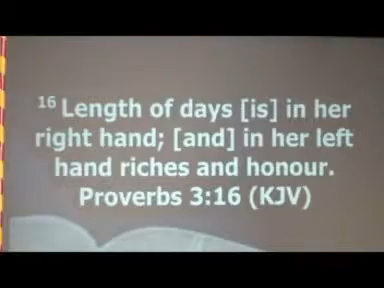 16 Length of days [is] in her
right hand; [and] in her left
hand riches and honour.
Proverbs 3:16 (KJV)